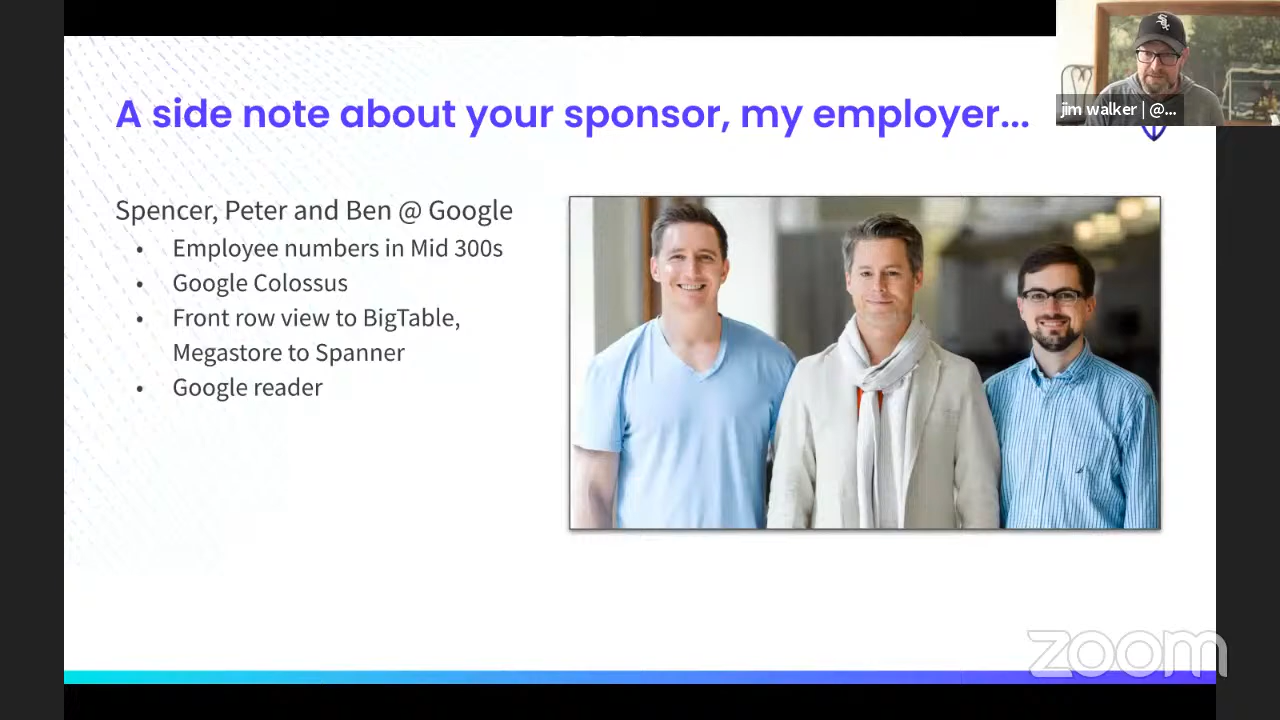 A side note about your sponsor, my employer...
jim walker | @...
Spencer, Peter and Ben @ Google
• Employee numbers in Mid 300s
• Google Colossus
• Front row view to BigTable,
Megastore to Spanner
• Google reader
zoom